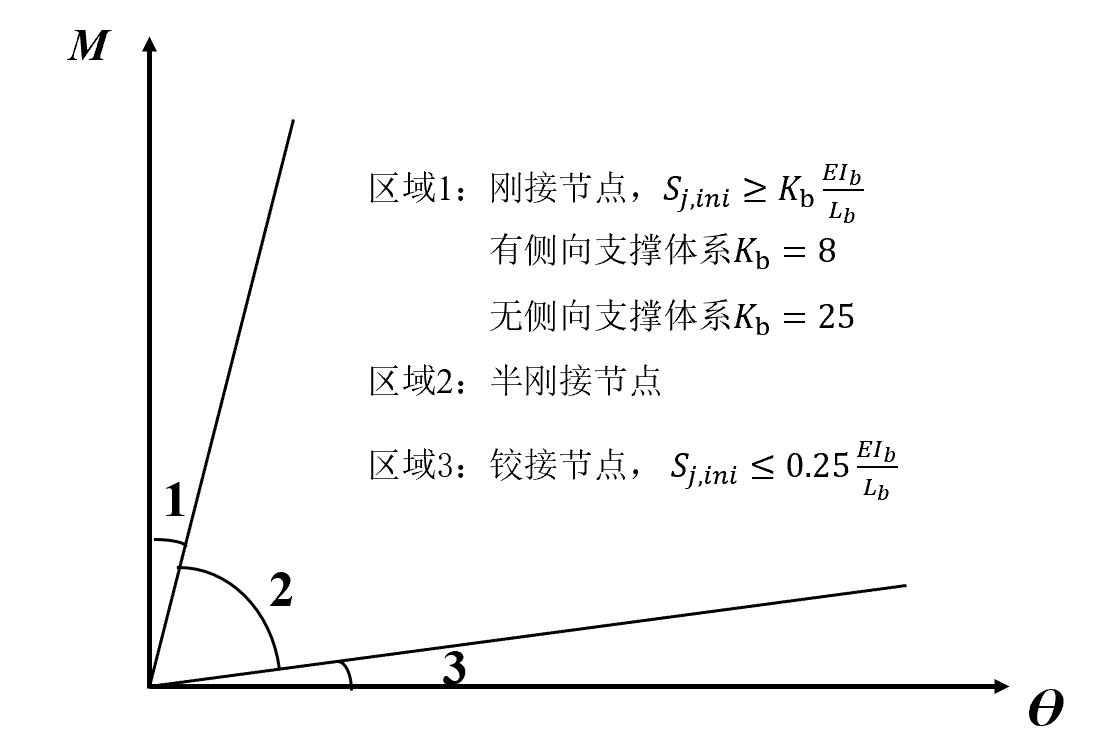 M
区域1：刚接节点，S_{j,ini} ≥ K_b \frac{EI_b}{L_b}
有侧向支撑体系K_b = 8
无侧向支撑体系K_b = 25
区域2：半刚接节点
区域3：铰接节点， S_{j,ini} ≤ 0.25 \frac{EI_b}{L_b}
1
2
3
ϴ